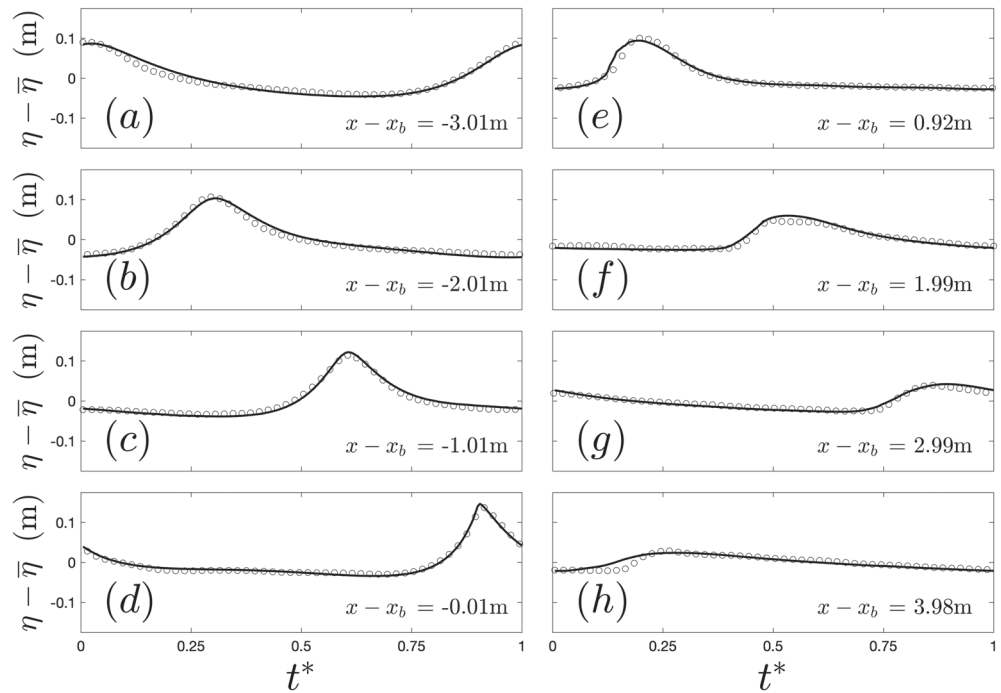 η − η̅ (m)
0.1
0
-0.1
(a)
x − x_b = -3.01m
(e)
x − x_b = 0.92m
η − η̅ (m)
0.1
0
-0.1
(b)
x − x_b = -2.01m
(f)
x − x_b = 1.99m
η − η̅ (m)
0.1
0
-0.1
(c)
x − x_b = -1.01m
(g)
x − x_b = 2.99m
η − η̅ (m)
0.1
0
-0.1
(d)
x − x_b = -0.01m
(h)
x − x_b = 3.98m
0 0.25 0.5 0.75 1
0 0.25 0.5 0.75 1
t*
t*